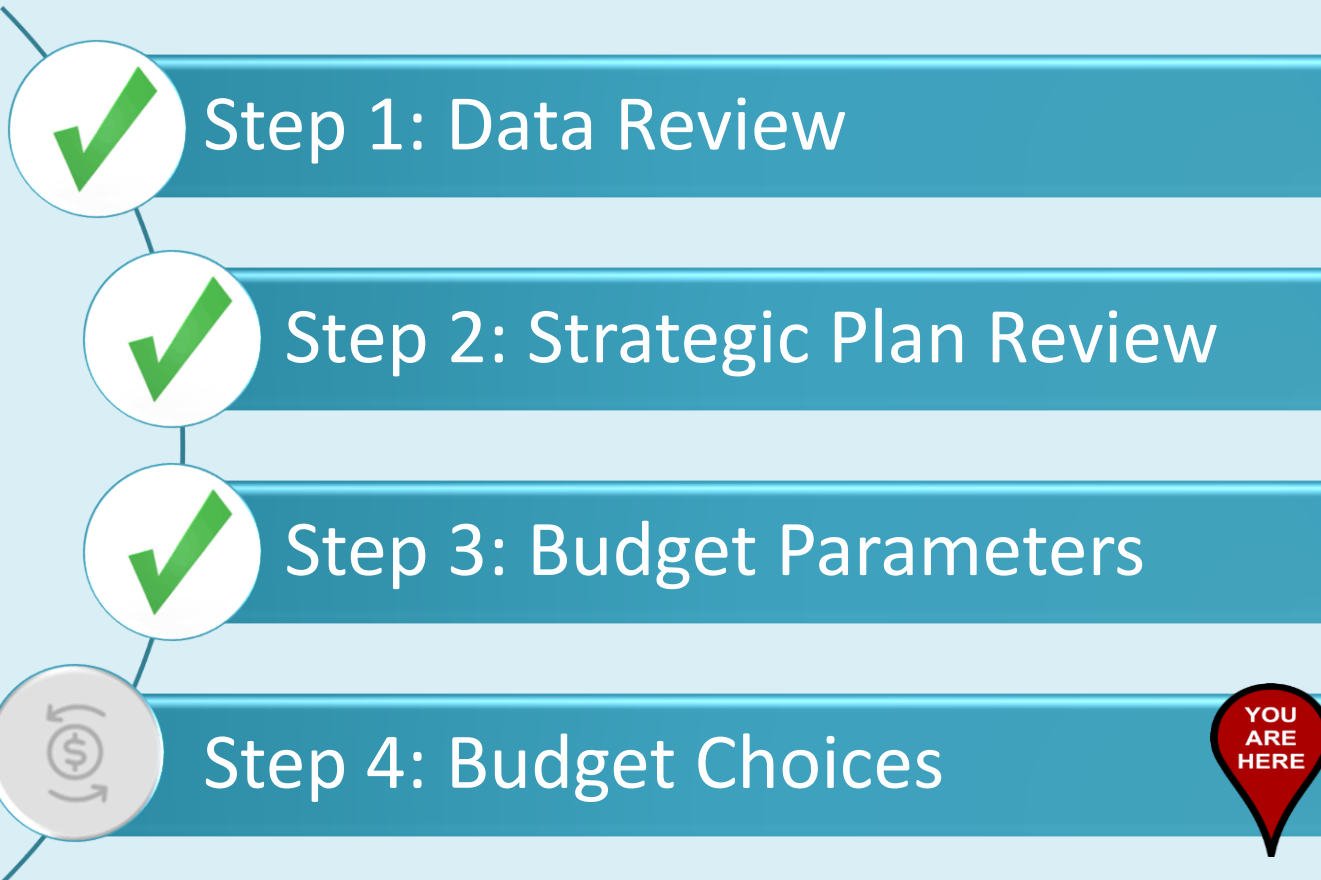 Step 1: Data Review
Step 2: Strategic Plan Review
Step 3: Budget Parameters
Step 4: Budget Choices
$
YOU
ARE
HERE